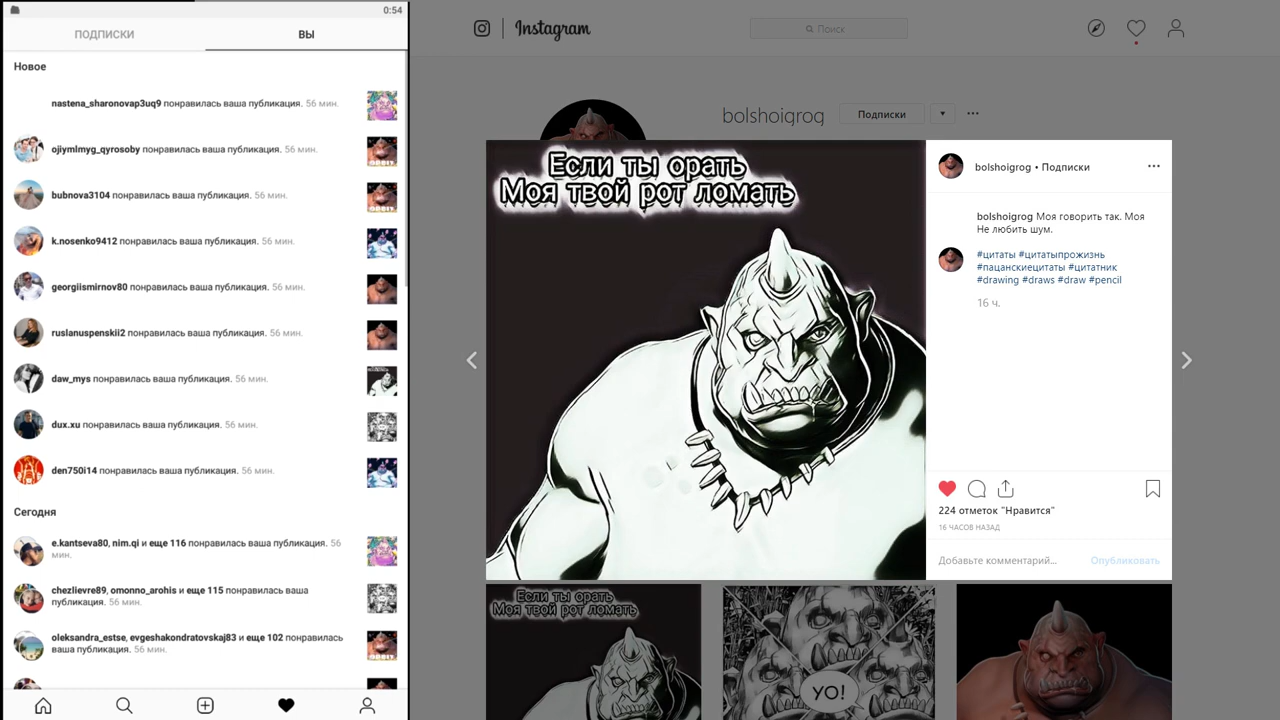 0:54
ПОДПИСКИ
ВЫ
Новое
nastena_sharonovap3uq9 понравилась ваша публикация. 56 мин.
ojiymlmyg_qyrosoby понравилась ваша публикация. 56 мин.
bubnova3104 понравилась ваша публикация. 56 мин.
k.nosenko9412 понравилась ваша публикация. 56 мин.
georgiismirnov80 понравилась ваша публикация. 56 мин.
ruslanuspenskii2 понравилась ваша публикация. 56 мин.
daw_mys понравилась ваша публикация. 56 мин.
dux.xu понравилась ваша публикация. 56 мин.
den750i14 понравилась ваша публикация. 56 мин.
Сегодня
e.kantseva80, nim.qi и еще 116 понравилась ваша публикация. 56
мин.
chezlievre89, omonno_arohis и еще 115 понравилась ваша
публикация. 56 мин.
oleksandra_estse, evgeshakondratovskaj83 и еще 102 понравилась
ваша публикация. 56 мин.
Instagram
Поиск
bolshoigrog
Подписки
Если ты орать
Моя твой рот ломать
bolshoigrog • Подписки
bolshoigrog Моя говорить так. Моя
Не любить шум.
#цитаты #цитатыпрожизнь
#пацанскиецитаты #цитатник
#drawing #draws #draw #pencil
16 ч.
224 отметок "Нравится"
16 ЧАСОВ НАЗАД
Добавьте комментарий...
Опубликовать
Если ты орать
Моя твой рот ломать
YO!